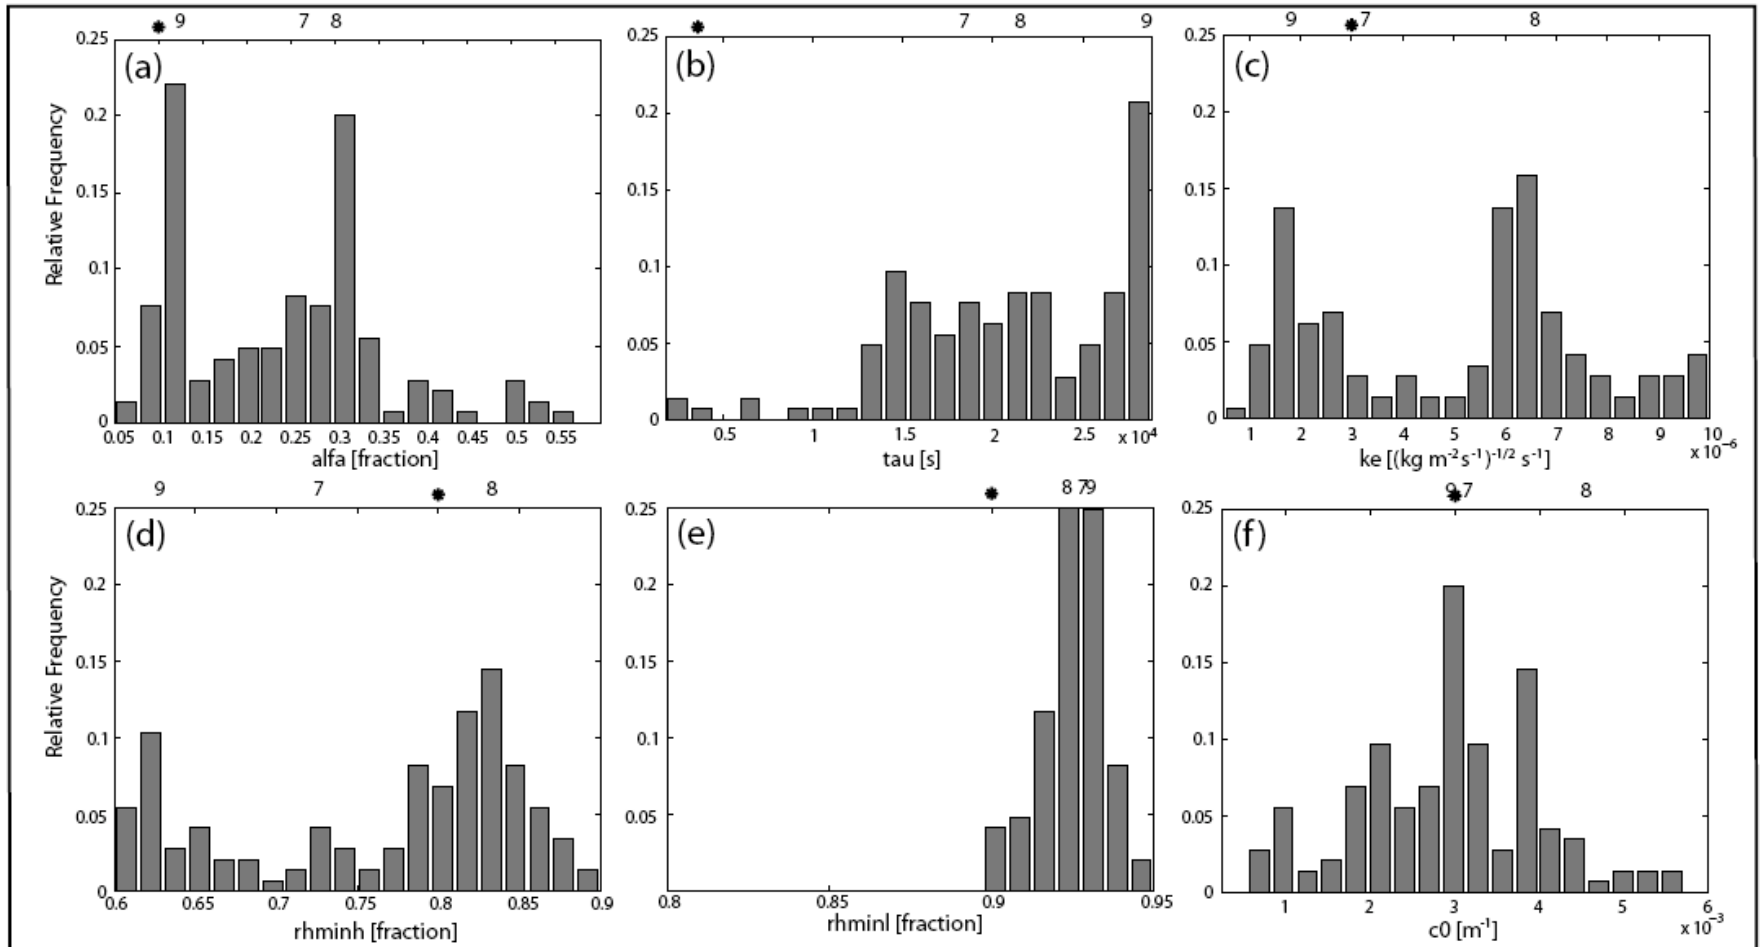 * 9 7 8
0.25
(a)
0.2
0.15
0.1
0.05
0
Relative Frequency
0.05 0.1 0.15 0.2 0.25 0.3 0.35 0.4 0.45 0.5 0.55
alfa [fraction]
* 7 8 9
0.25
(b)
0.2
0.15
0.1
0.05
0
0.5 1 1.5 2 2.5 x 10⁴
tau [s]
9 * 7 8
0.25
(c)
0.2
0.15
0.1
0.05
0
1 2 3 4 5 6 7 8 9 10
x 10⁻⁶
ke [(kg m⁻²s⁻¹)⁻¹/² s⁻¹]
9 7 * 8
0.25
(d)
0.2
0.15
0.1
0.05
0
Relative Frequency
0.6 0.65 0.7 0.75 0.8 0.85 0.9
rhminh [fraction]
* 8 7 9
0.25
(e)
0.2
0.15
0.1
0.05
0.8 0.85 0.9 0.95
rhminl [fraction]
9 * 7 8
0.25
(f)
0.2
0.15
0.1
0.05
0
1 2 3 4 5 6
x 10⁻³
c0 [m⁻¹]